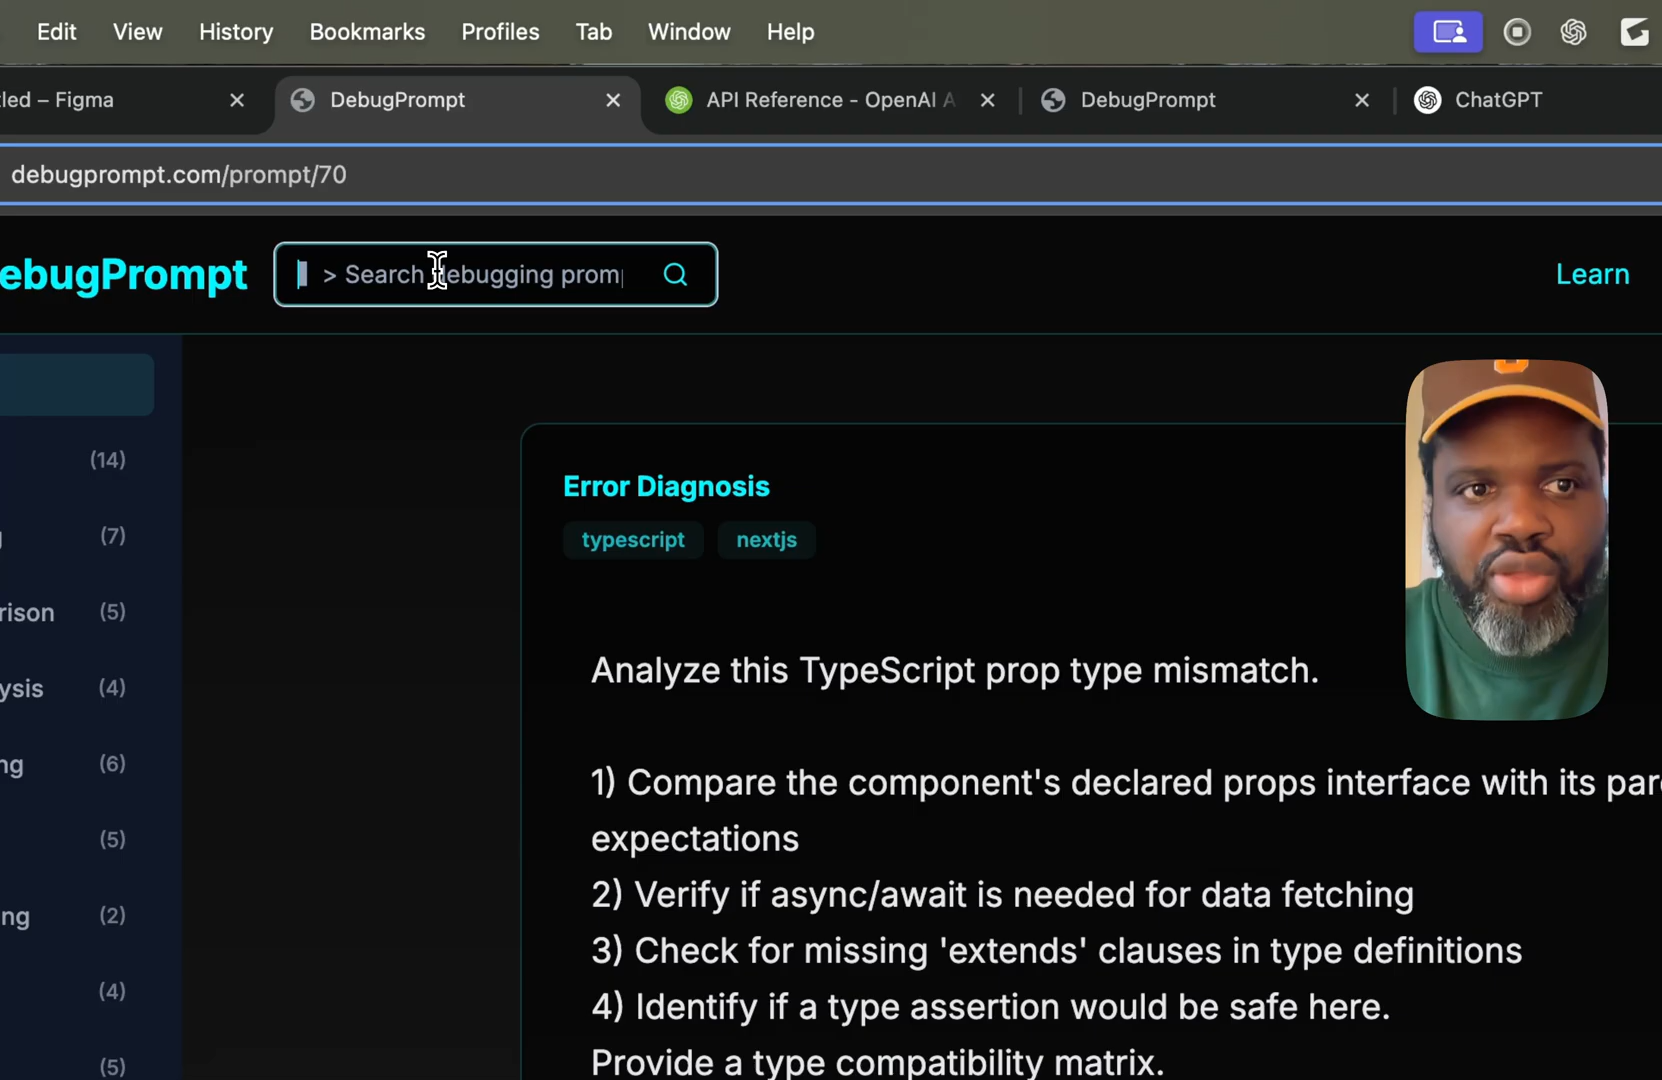 Edit View History Bookmarks Profiles Tab Window Help
led – Figma DebugPrompt API Reference - OpenAI A DebugPrompt ChatGPT
debugprompt.com/prompt/70
ebugPrompt > Search debugging promp Learn
(14)
(7)
rison (5)
ysis (4)
ng (6)
(5)
ng (2)
(4)
(5)
Error Diagnosis
typescript nextjs
Analyze this TypeScript prop type mismatch.
1) Compare the component's declared props interface with its par
expectations
2) Verify if async/await is needed for data fetching
3) Check for missing 'extends' clauses in type definitions
4) Identify if a type assertion would be safe here.
Provide a type compatibility matrix.